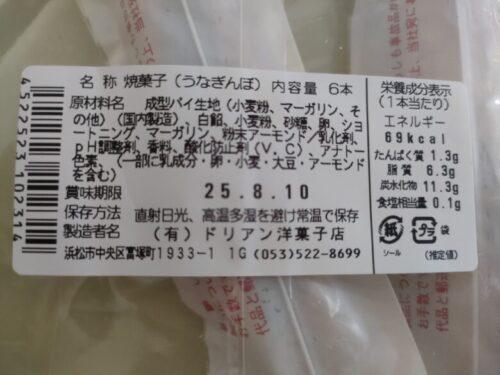 名 称 焼菓子(うなぎんぼ) 内容量 6本
原材料名 成型パイ生地(小麦粉、マーガリン、そ
の他)(国内製造)、白餡、小麦粉、砂糖、卵、ショ
ートニング、マーガリン、粉末アーモンド/乳化剤、
pH調整剤、香料、酸化防止剤(V.C)、アナトー
色素、(一部に乳成分・卵・小麦・大豆・アーモンド
を含む)
賞味期限 25.8.10
保存方法 直射日光、高温多湿を避け常温で保存
製造者名 (有)ドリアン洋菓子店
浜松市中央区富塚町1933-1 1G(053)522-8699
栄養成分表示
(1本当たり)
エネルギー
69kcal
たんぱく質 1.3g
脂質 6.3g
炭水化物 11.3g
食塩相当量 0.1g
紙 プラ 袋
シール (推定値)
4522523102314